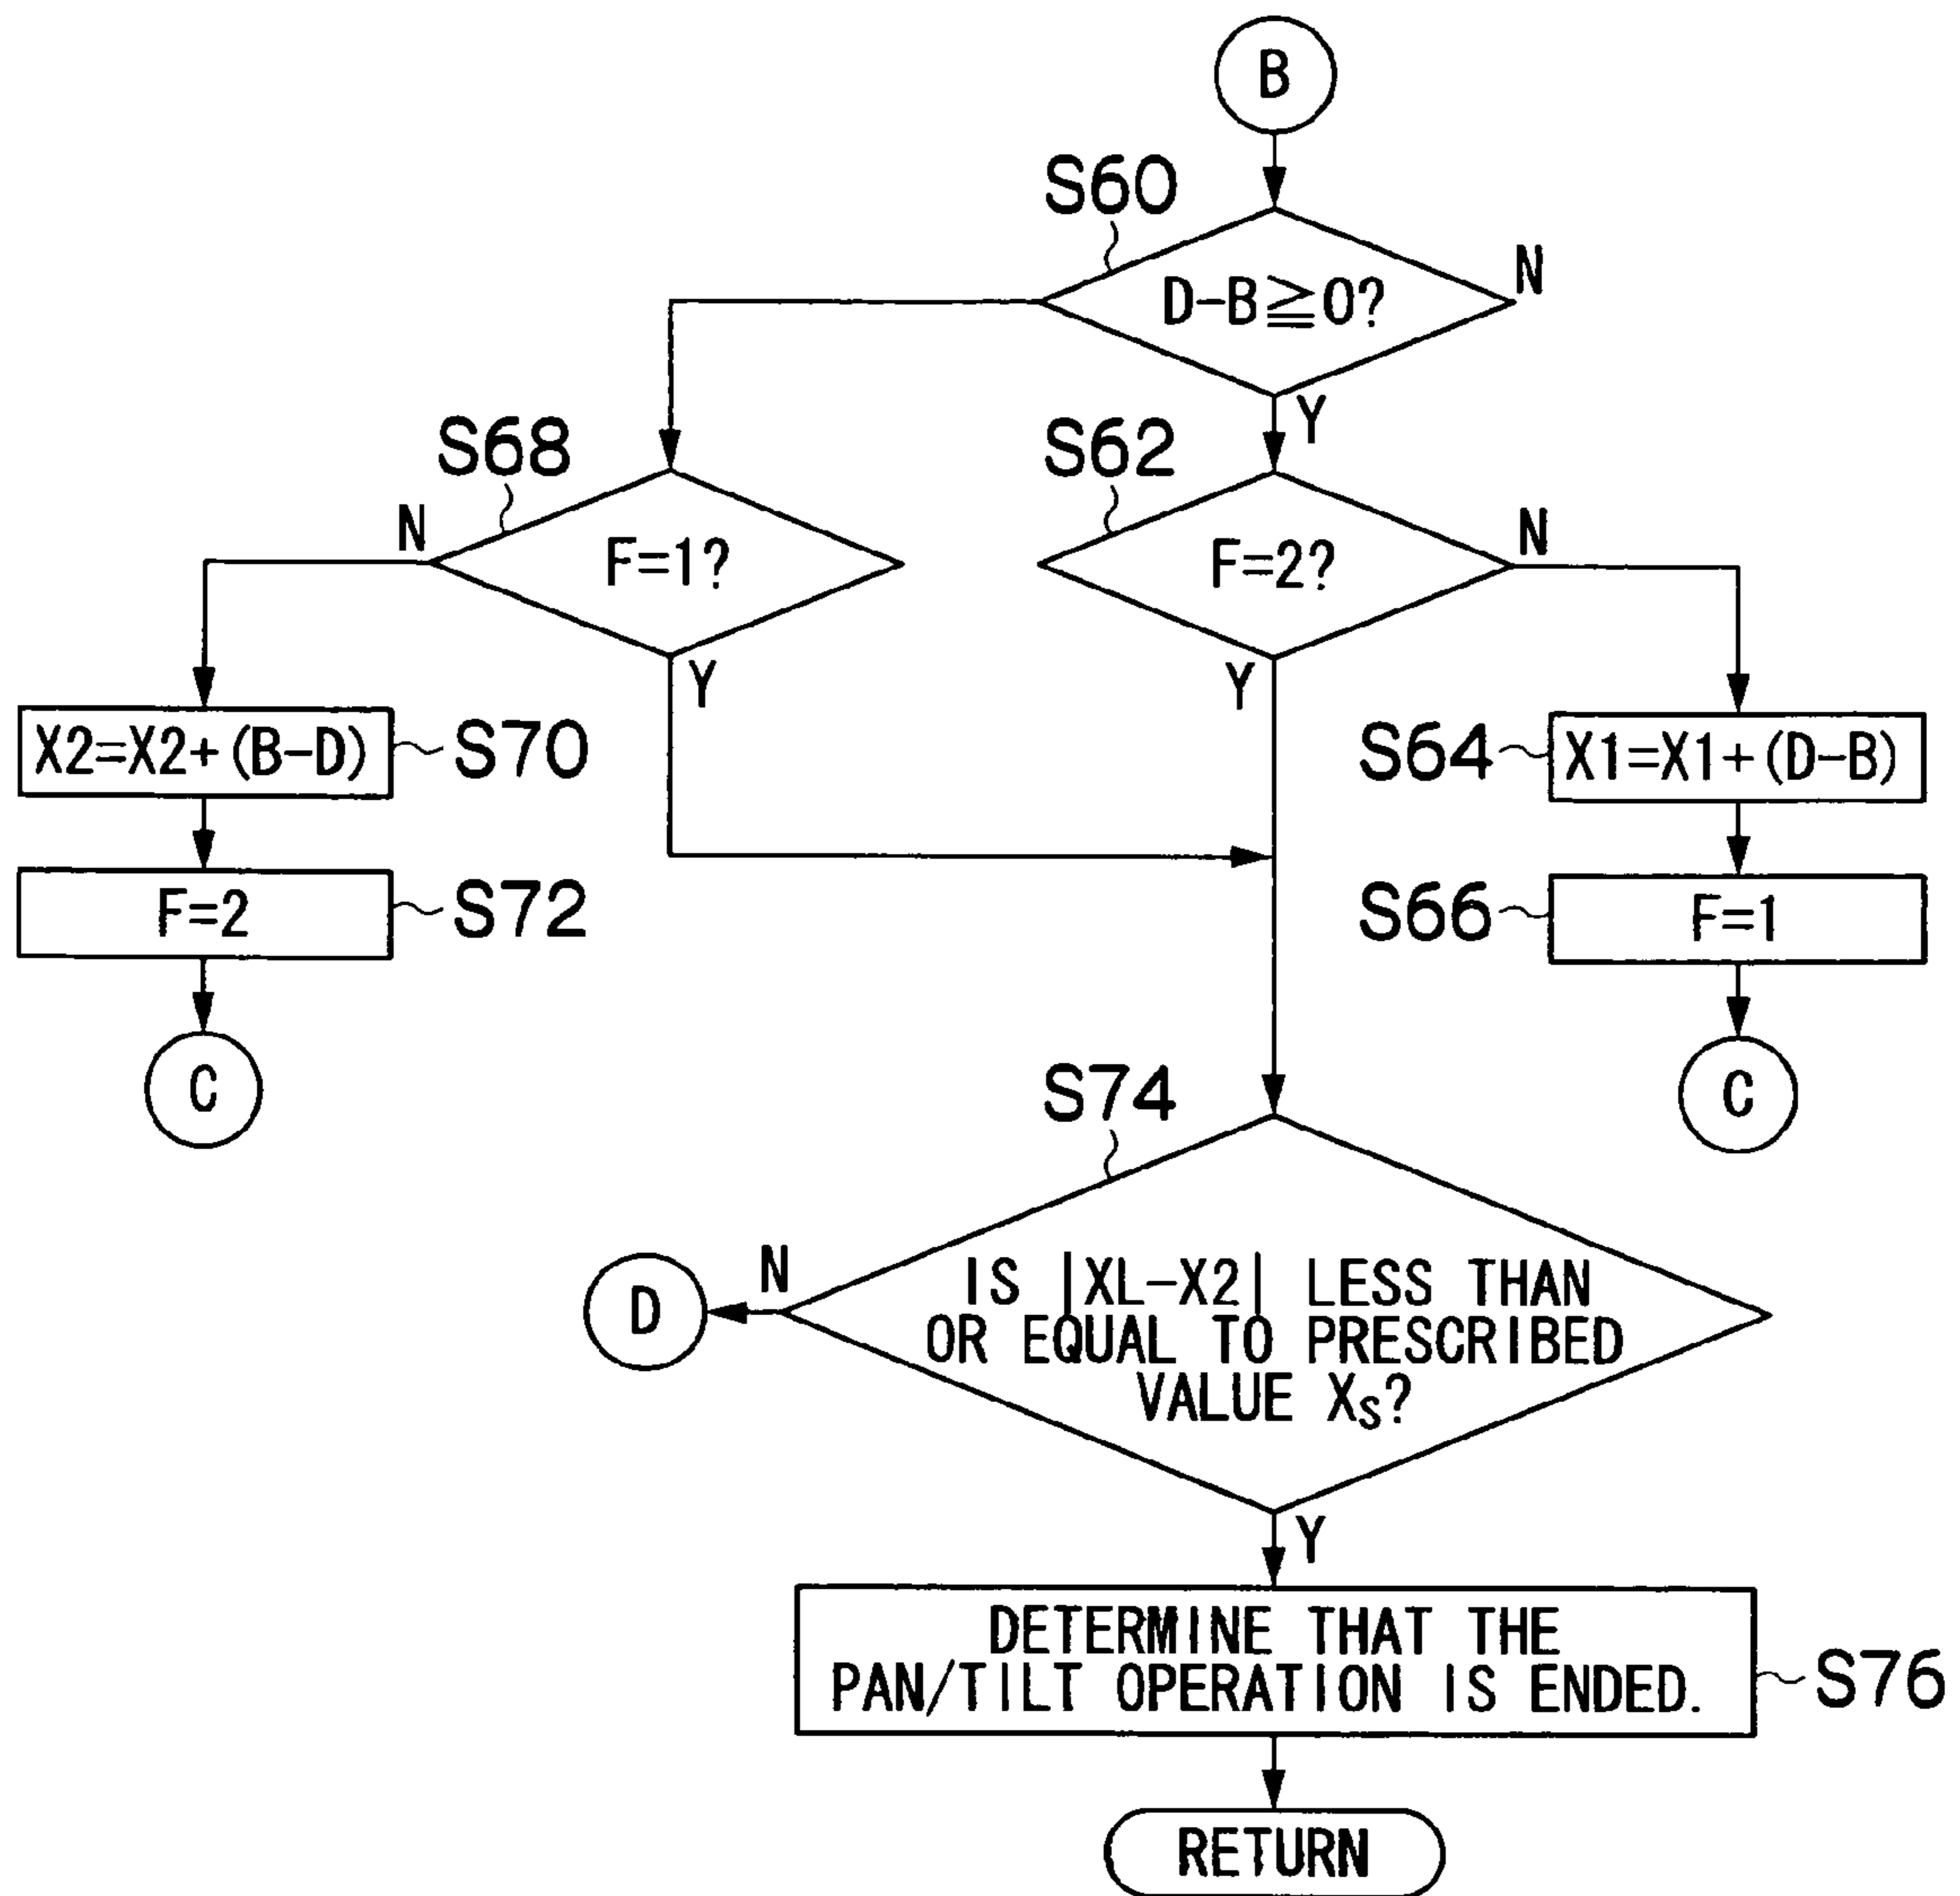 B
S60
D-B≧0?
N
Y
S68
N
F=1?
Y
S62
F=2?
N
Y
X2=X2+(B-D)
S70
S64
X1=X1+(D-B)
F=2
S72
S66
F=1
C
C
S74
IS |XL-X2| LESS THAN
OR EQUAL TO PRESCRIBED
VALUE Xs?
N
D
Y
DETERMINE THAT THE
PAN/TILT OPERATION IS ENDED.
S76
RETURN